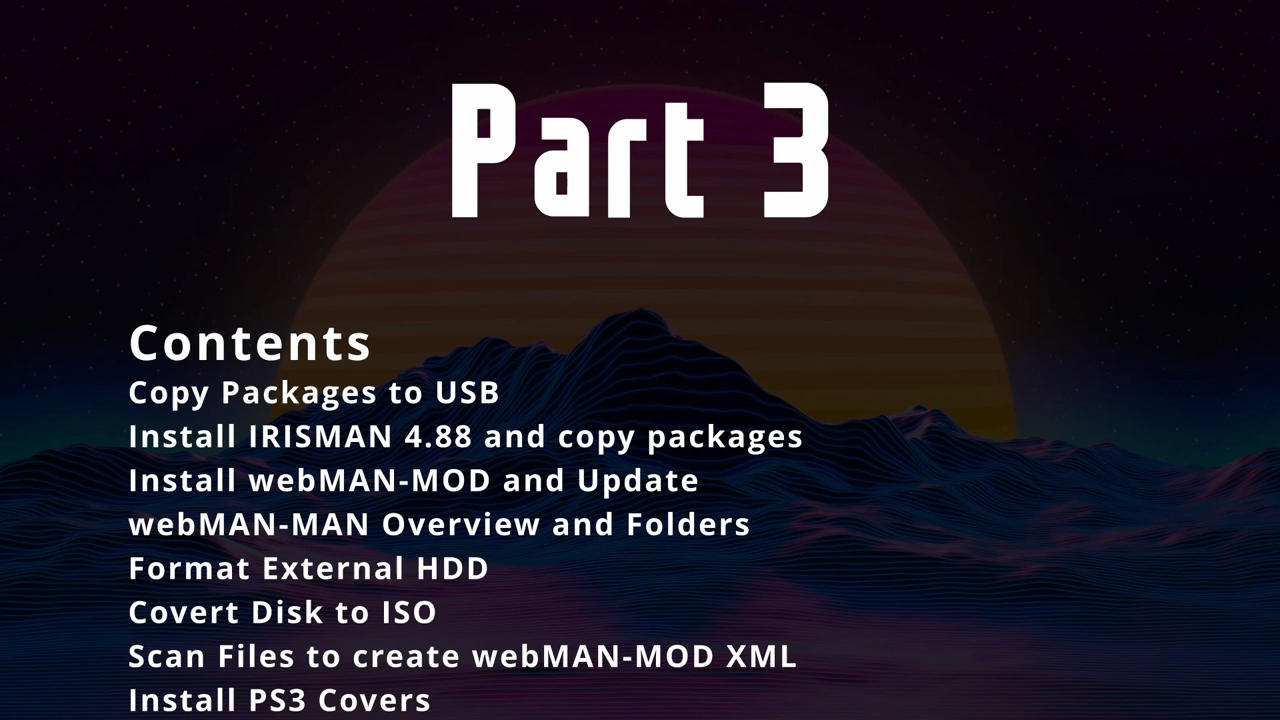 Part 3
Contents
Copy Packages to USB
Install IRISMAN 4.88 and copy packages
Install webMAN-MOD and Update
webMAN-MAN Overview and Folders
Format External HDD
Covert Disk to ISO
Scan Files to create webMAN-MOD XML
Install PS3 Covers